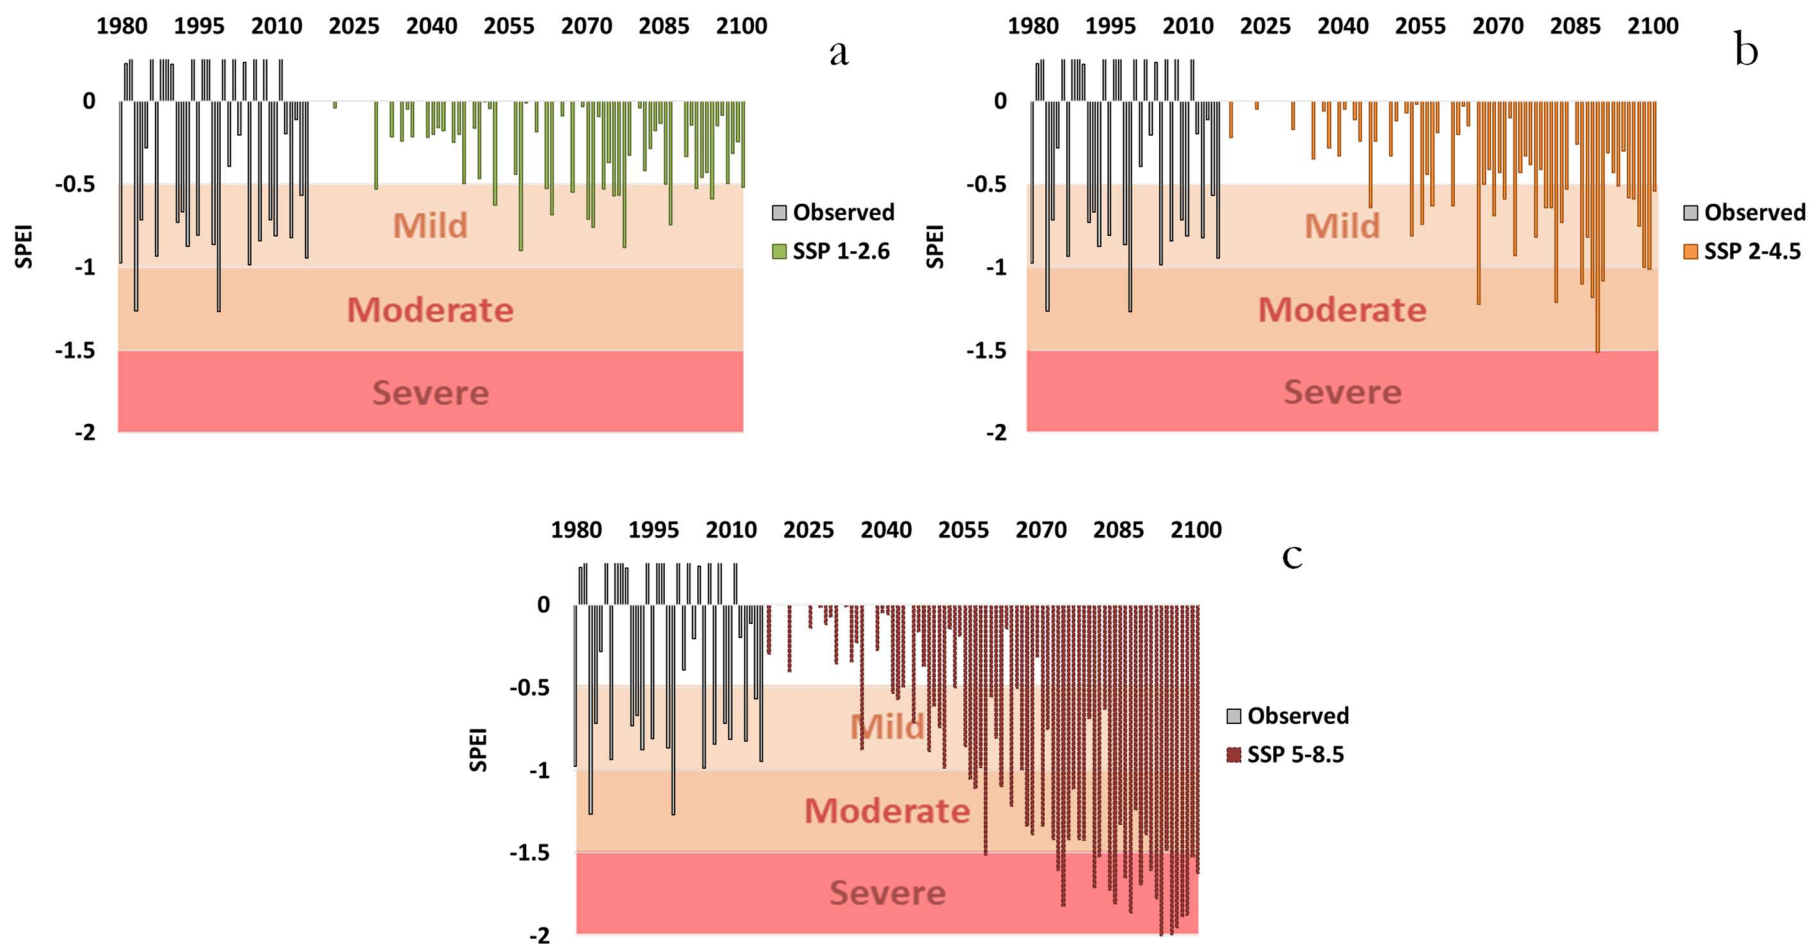 1980 1995 2010 2025 2040 2055 2070 2085 2100
a
0
-0.5
-1
-1.5
-2
SPEI
Mild
Moderate
Severe
Observed
SSP 1-2.6
1980 1995 2010 2025 2040 2055 2070 2085 2100
b
0
-0.5
-1
-1.5
-2
SPEI
Mild
Moderate
Severe
Observed
SSP 2-4.5
1980 1995 2010 2025 2040 2055 2070 2085 2100
c
0
-0.5
-1
-1.5
-2
SPEI
Mild
Moderate
Severe
Observed
SSP 5-8.5